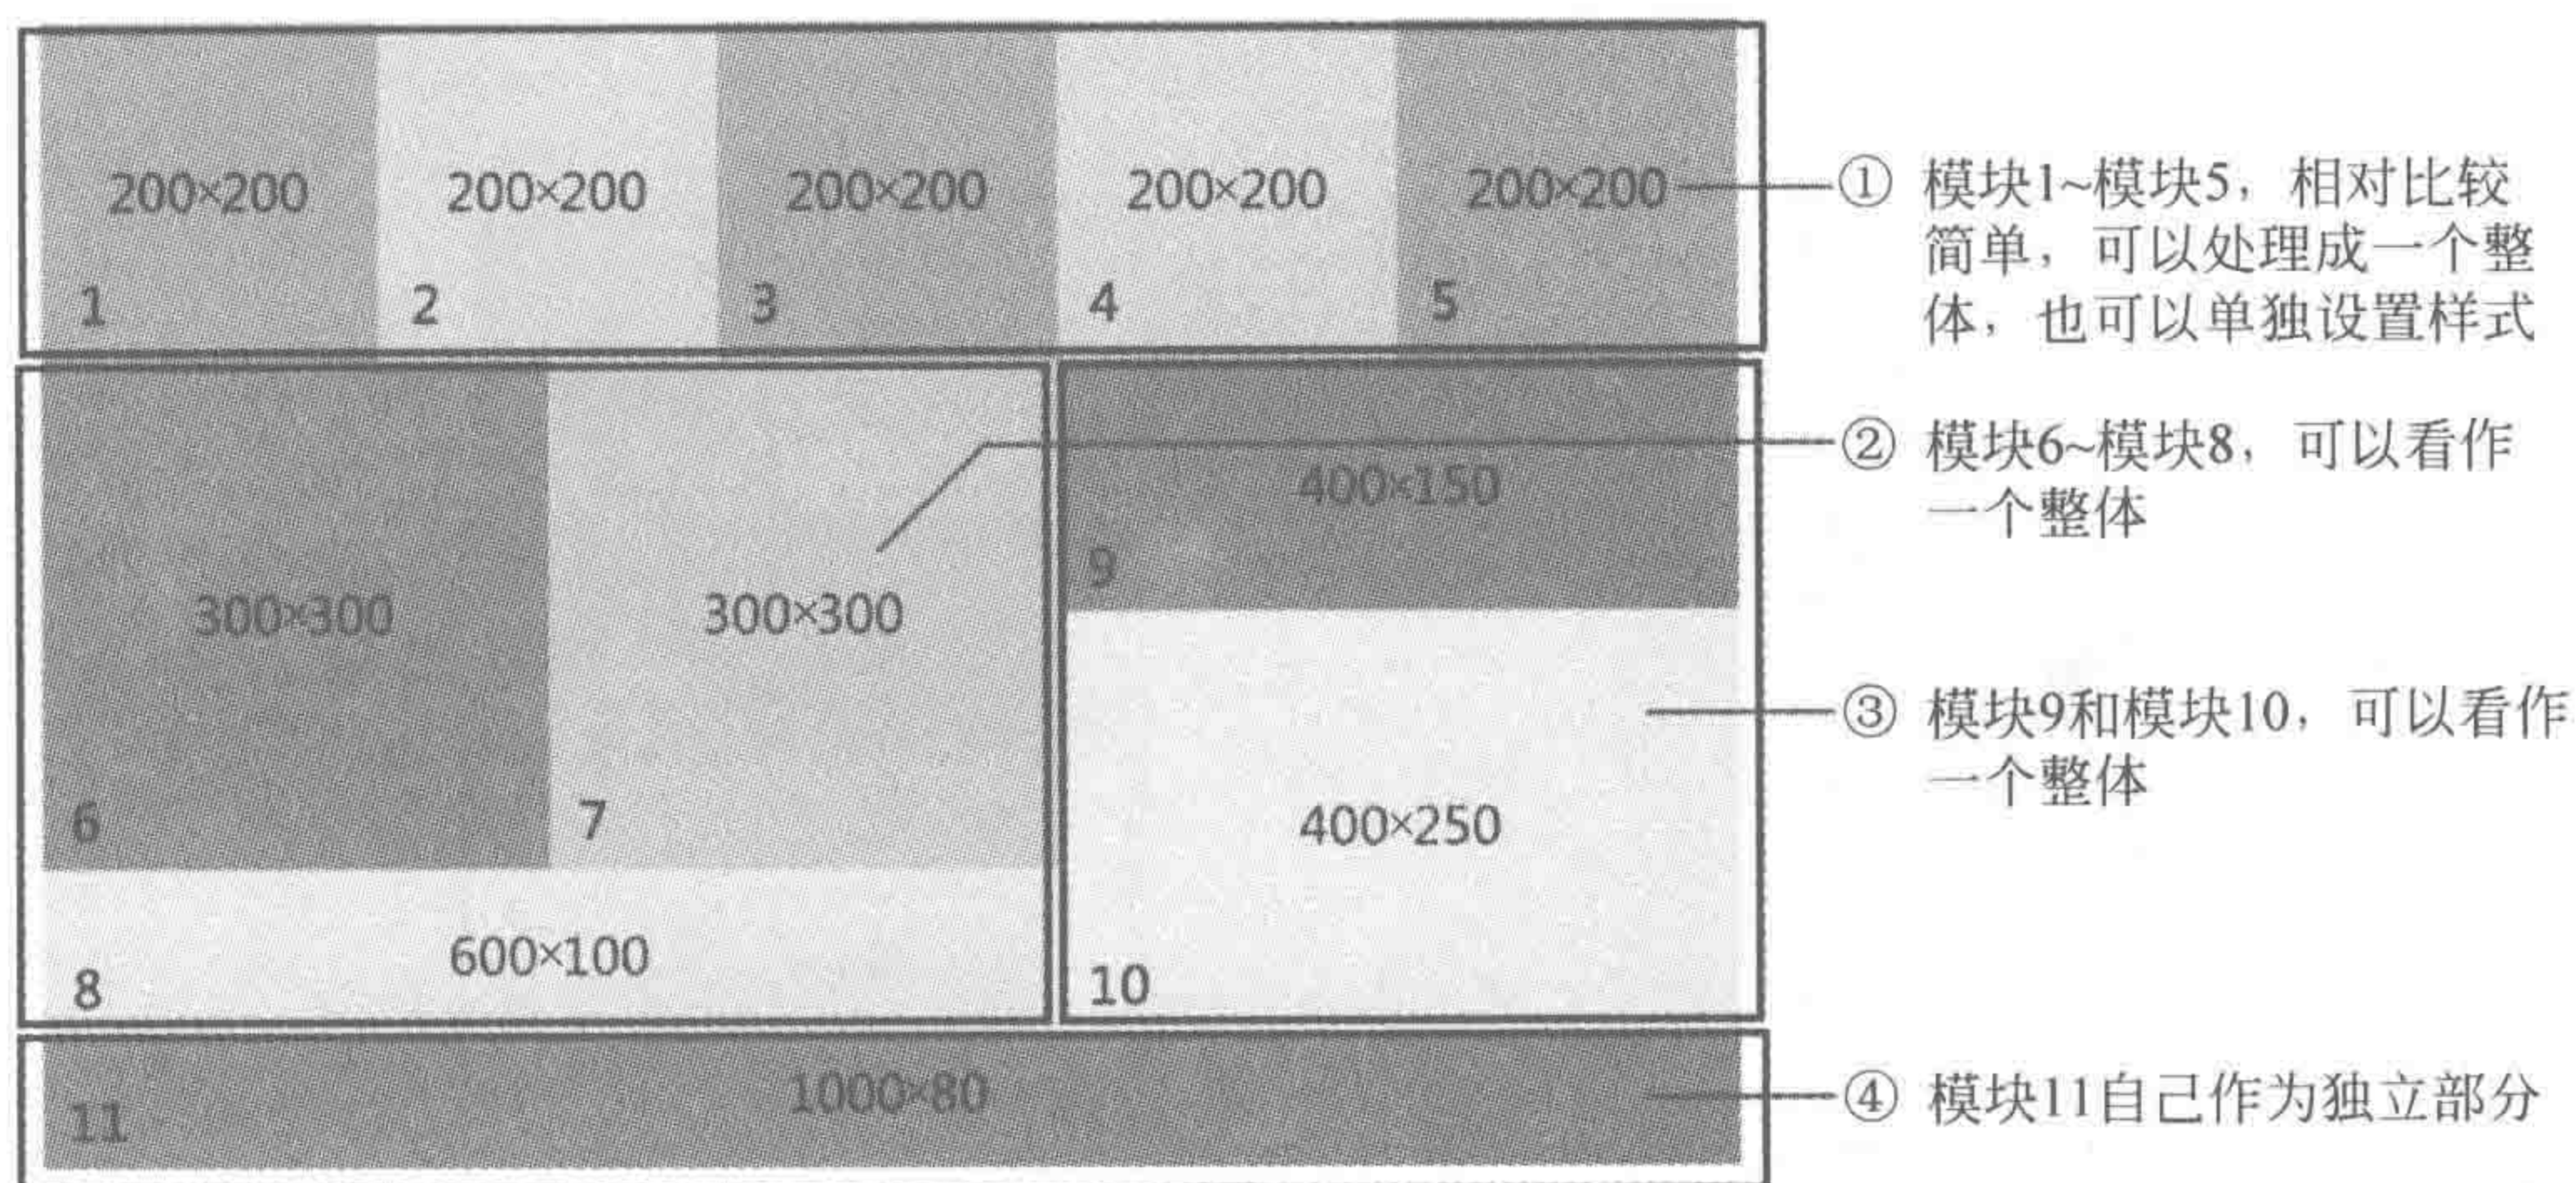 200×200
200×200
200×200
200×200
200×200
1
2
3
4
5
① 模块1~模块5，相对比较
简单，可以处理成一个整
体，也可以单独设置样式
300×300
300×300
6
7
600×100
8
② 模块6~模块8，可以看作
一个整体
400×150
9
400×250
10
③ 模块9和模块10，可以看作
一个整体
1000×80
11
④ 模块11自己作为独立部分